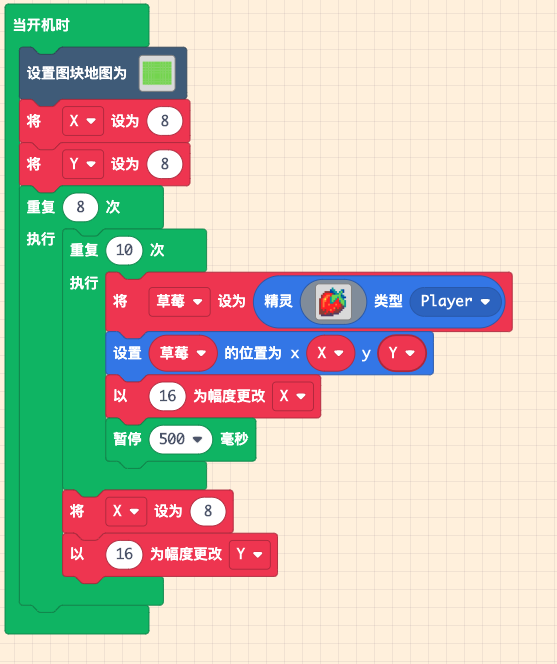 当开机时
设置图块地图为
将 X 设为 8
将 Y 设为 8
重复 8 次
执行
重复 10 次
执行
将 草莓 设为 精灵 类型 Player
设置 草莓 的位置为 x X y Y
以 16 为幅度更改 X
暂停 500 毫秒
将 X 设为 8
以 16 为幅度更改 Y